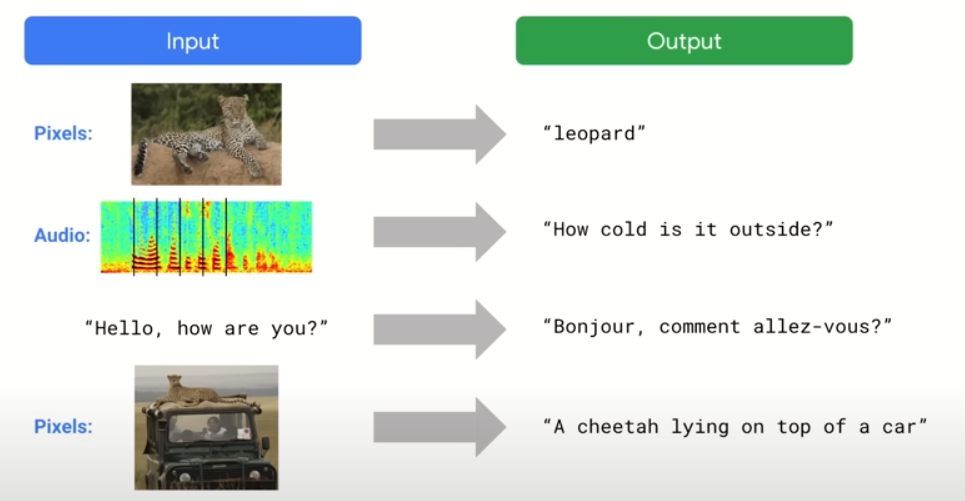 Input
Output
Pixels:
“leopard”
Audio:
“How cold is it outside?”
“Hello, how are you?”
“Bonjour, comment allez-vous?”
Pixels:
“A cheetah lying on top of a car”